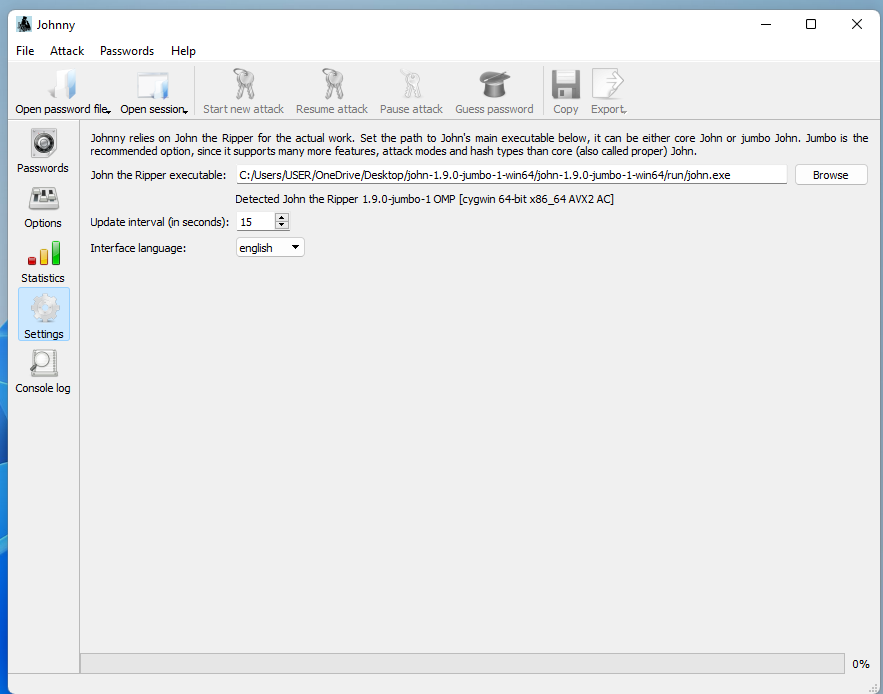 Johnny
File Attack Passwords Help
Open password file Open session Start new attack Resume attack Pause attack Guess password Copy Export
Passwords
Options
Statistics
Settings
Console log
Johnny relies on John the Ripper for the actual work. Set the path to John's main executable below, it can be either core John or jumbo John. Jumbo is the
recommended option, since it supports many more features, attack modes and hash types than core (also called proper) John.
John the Ripper executable: C:/Users/USER/OneDrive/Desktop/john-1.9.0-jumbo-1-win64/john-1.9.0-jumbo-1-win64/run/john.exe Browse
Detected John the Ripper 1.9.0-jumbo-1 OMP [cygwin 64-bit x86_64 AVX2 AC]
Update interval (in seconds): 15
Interface language: english
0%